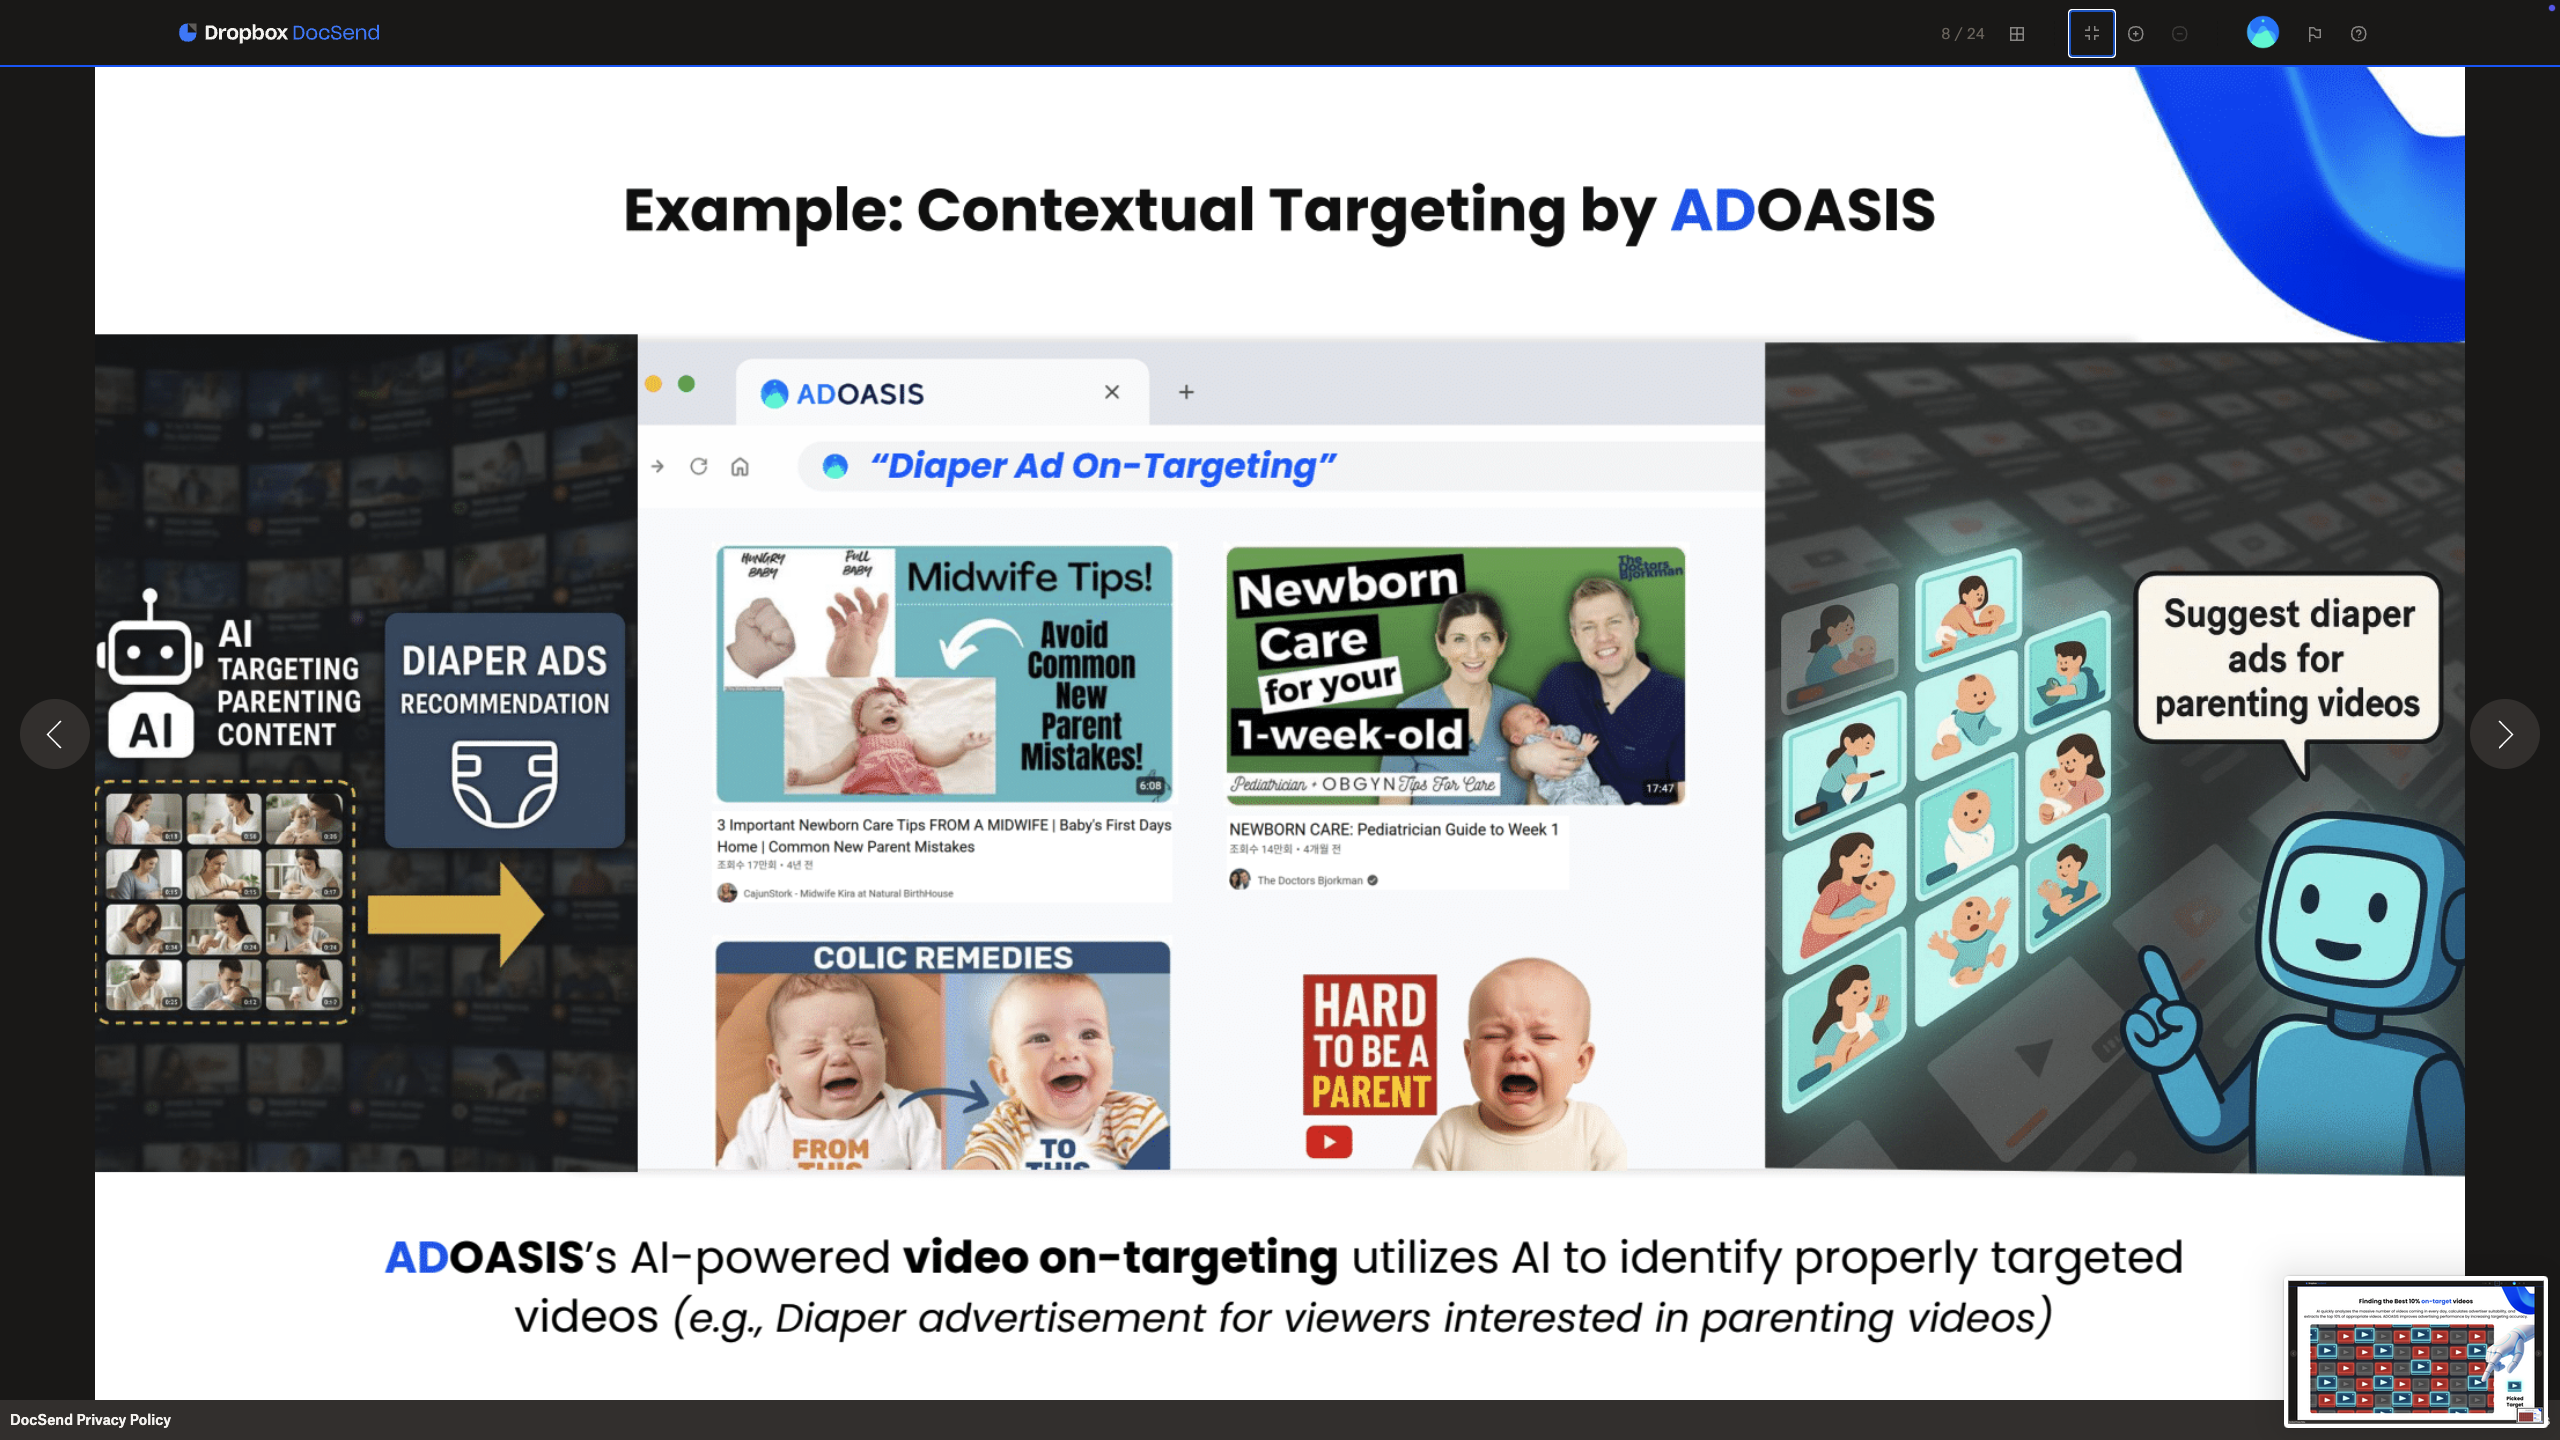 Dropbox DocSend
8 / 24
Example: Contextual Targeting by ADOASIS
AI
TARGETING
PARENTING
CONTENT
AI
DIAPER ADS
RECOMMENDATION
ADOASIS
“Diaper Ad On-Targeting”
HUNGRY
BABY
FULL
BABY
Midwife Tips!
Avoid
Common
New
Parent
Mistakes!
6:08
3 Important Newborn Care Tips FROM A MIDWIFE | Baby's First Days
Home | Common New Parent Mistakes
조회수 17만회 • 4년 전
CajunStork - Midwife Kira at Natural BirthHouse
The
Doctors
Bjorkman
Newborn
Care
for your
1-week-old
Pediatrician + OBGYN Tips For Care
17:47
NEWBORN CARE: Pediatrician Guide to Week 1
조회수 14만회 • 4개월 전
The Doctors Bjorkman
COLIC REMEDIES
FROM
THIS
TO
THIS
HARD
TO BE A
PARENT
Suggest diaper
ads for
parenting videos
ADOASIS’s AI-powered video on-targeting utilizes AI to identify properly targeted
videos (e.g., Diaper advertisement for viewers interested in parenting videos)
Finding the Best 10% on-target videos
Picked
Target
DocSend Privacy Policy